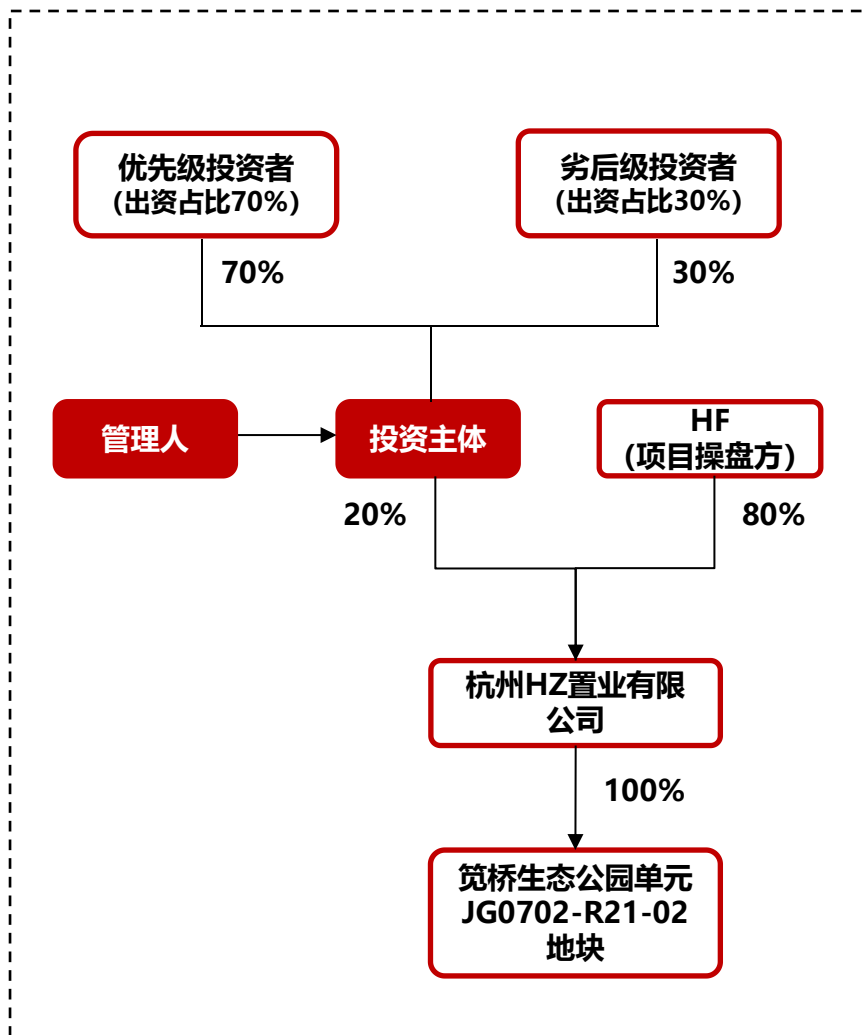 优先级投资者
（出资占比70%）
劣后级投资者
（出资占比30%）
70%
30%
管理人
投资主体
HF
（项目操盘方）
20%
80%
杭州HZ置业有限
公司
100%
笕桥生态公园单元
JG0702-R21-02
地块